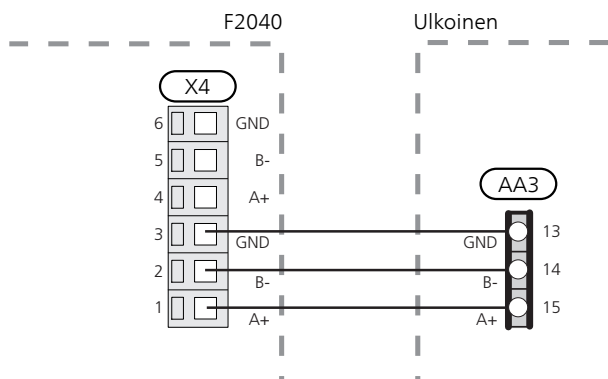 F2040 Ulkoinen
X4
6 GND
5 B-
4 A+
AA3
3 GND GND 13
2 B- B- 14
1 A+ A+ 15